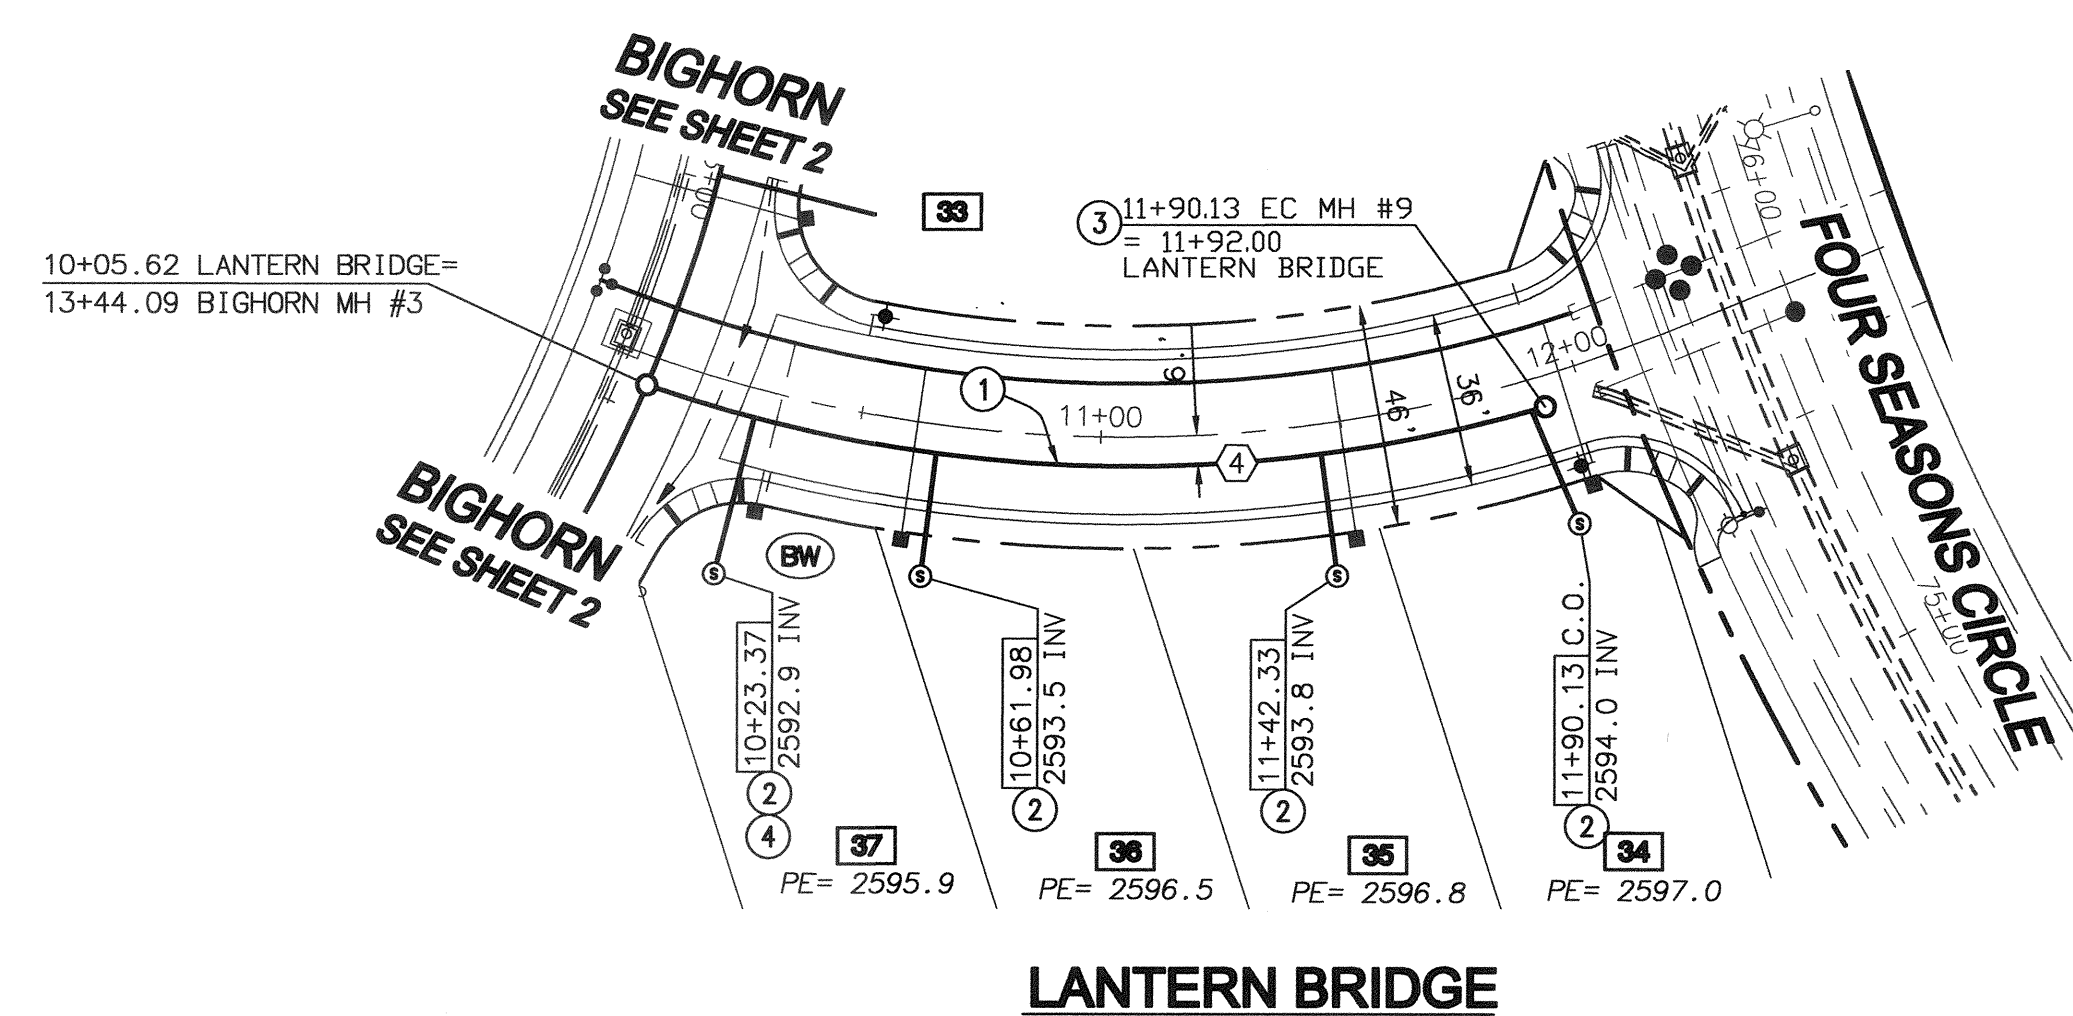 BIGHORN
SEE SHEET 2
33
3
11+90.13 EC MH #9
= 11+92.00
LANTERN BRIDGE
10+05.62 LANTERN BRIDGE=
13+44.09 BIGHORN MH #3
76+00
FOUR SEASONS CIRCLE
12+00
1
11+00
6'
46'
36'
4
BIGHORN
SEE SHEET 2
BW
S
S
S
S
10+23.37
2592.9 INV
2
4
10+61.98
2593.5 INV
2
11+42.33
2593.8 INV
2
11+90.13 C.O.
2594.0 INV
2
75+00
37
PE= 2595.9
36
PE= 2596.5
35
PE= 2596.8
34
PE= 2597.0
LANTERN BRIDGE